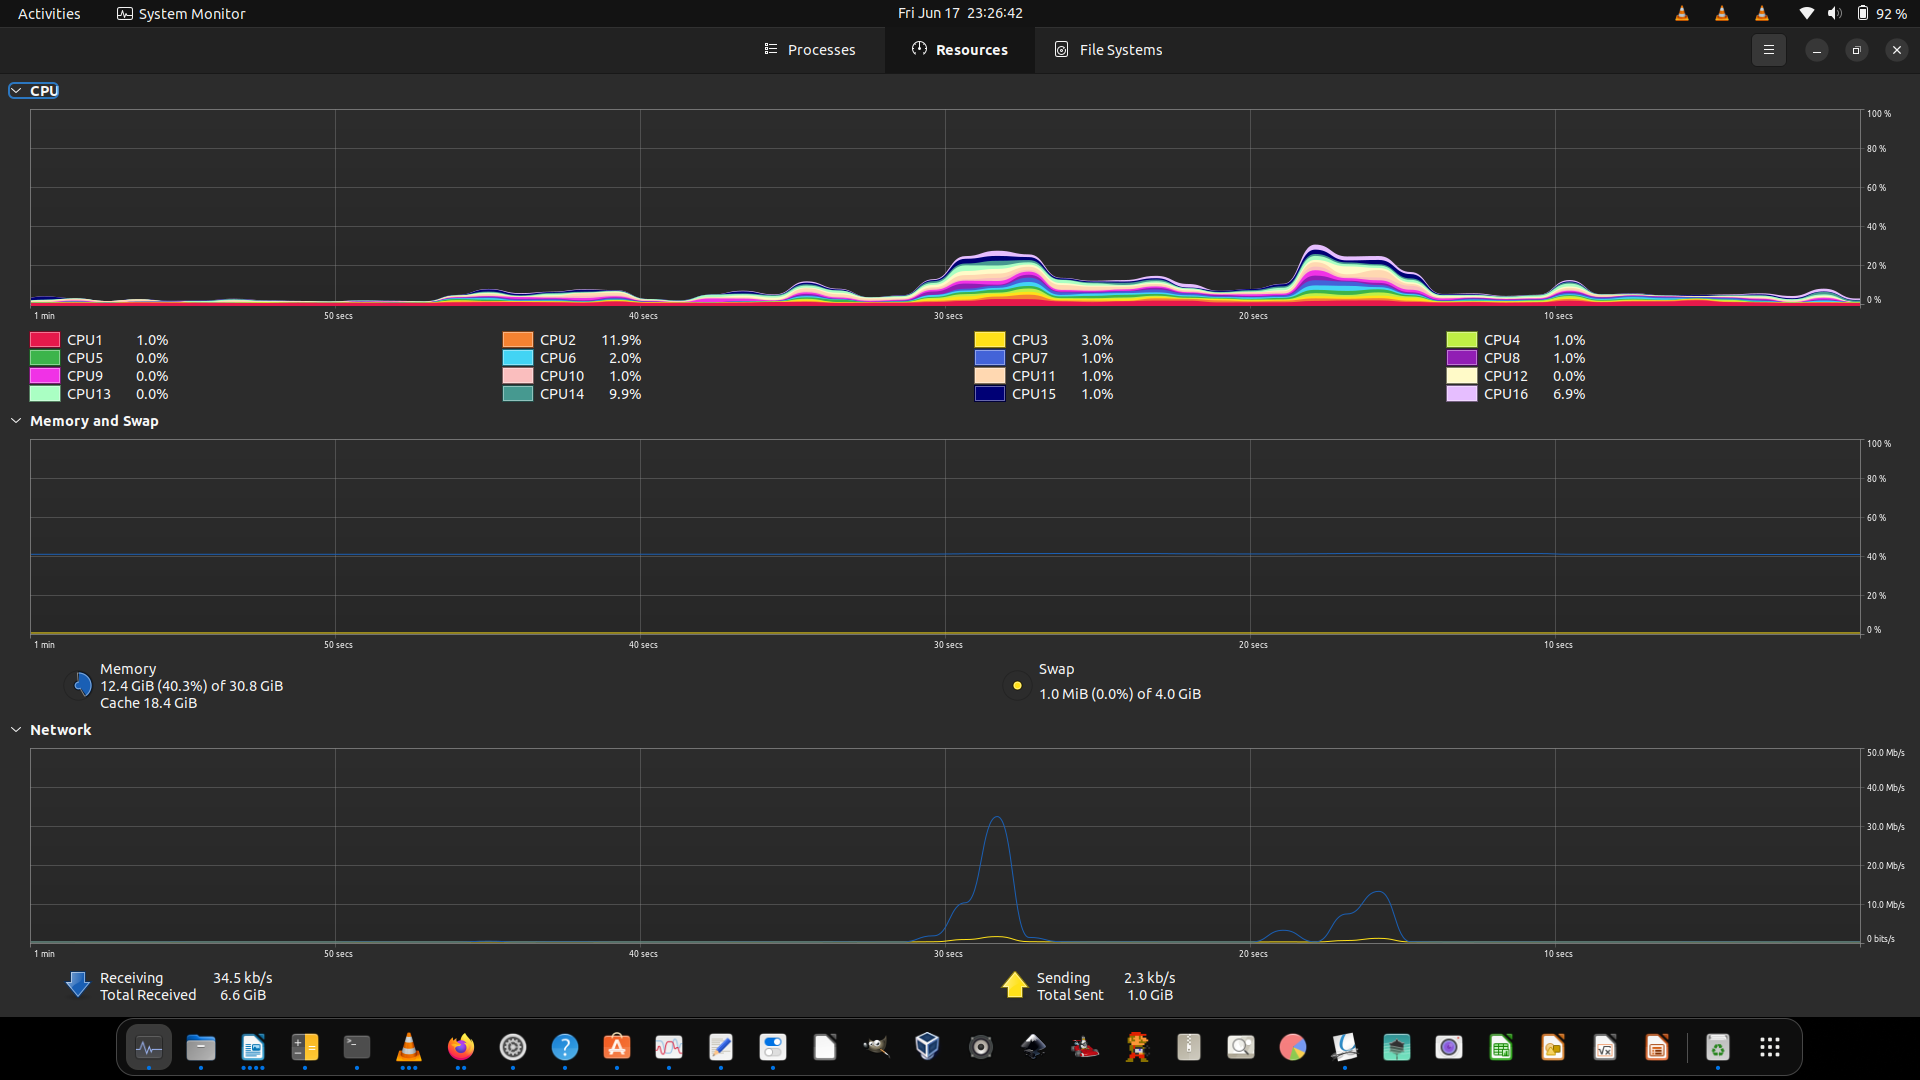 Activities System Monitor Fri Jun 17 23:26:42 92 %
Processes Resources File Systems
CPU
100 %
80 %
60 %
40 %
20 %
0 %
1 min 50 secs 40 secs 30 secs 20 secs 10 secs
CPU1 1.0% CPU2 11.9% CPU3 3.0% CPU4 1.0%
CPU5 0.0% CPU6 2.0% CPU7 1.0% CPU8 1.0%
CPU9 0.0% CPU10 1.0% CPU11 1.0% CPU12 0.0%
CPU13 0.0% CPU14 9.9% CPU15 1.0% CPU16 6.9%
Memory and Swap
100 %
80 %
60 %
40 %
20 %
0 %
1 min 50 secs 40 secs 30 secs 20 secs 10 secs
Memory Swap
12.4 GiB (40.3%) of 30.8 GiB 1.0 MiB (0.0%) of 4.0 GiB
Cache 18.4 GiB
Network
50.0 Mb/s
40.0 Mb/s
30.0 Mb/s
20.0 Mb/s
10.0 Mb/s
0 bits/s
1 min 50 secs 40 secs 30 secs 20 secs 10 secs
Receiving 34.5 kb/s Sending 2.3 kb/s
Total Received 6.6 GiB Total Sent 1.0 GiB